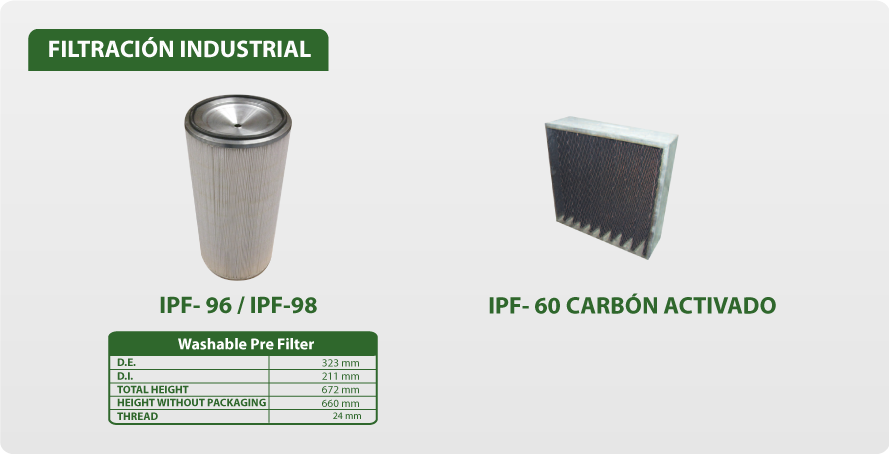 FILTRACIÓN INDUSTRIAL
IPF- 96 / IPF-98
IPF- 60 CARBÓN ACTIVADO
Washable Pre Filter
D.E. 323 mm
D.I. 211 mm
TOTAL HEIGHT 672 mm
HEIGHT WITHOUT PACKAGING 660 mm
THREAD 24 mm